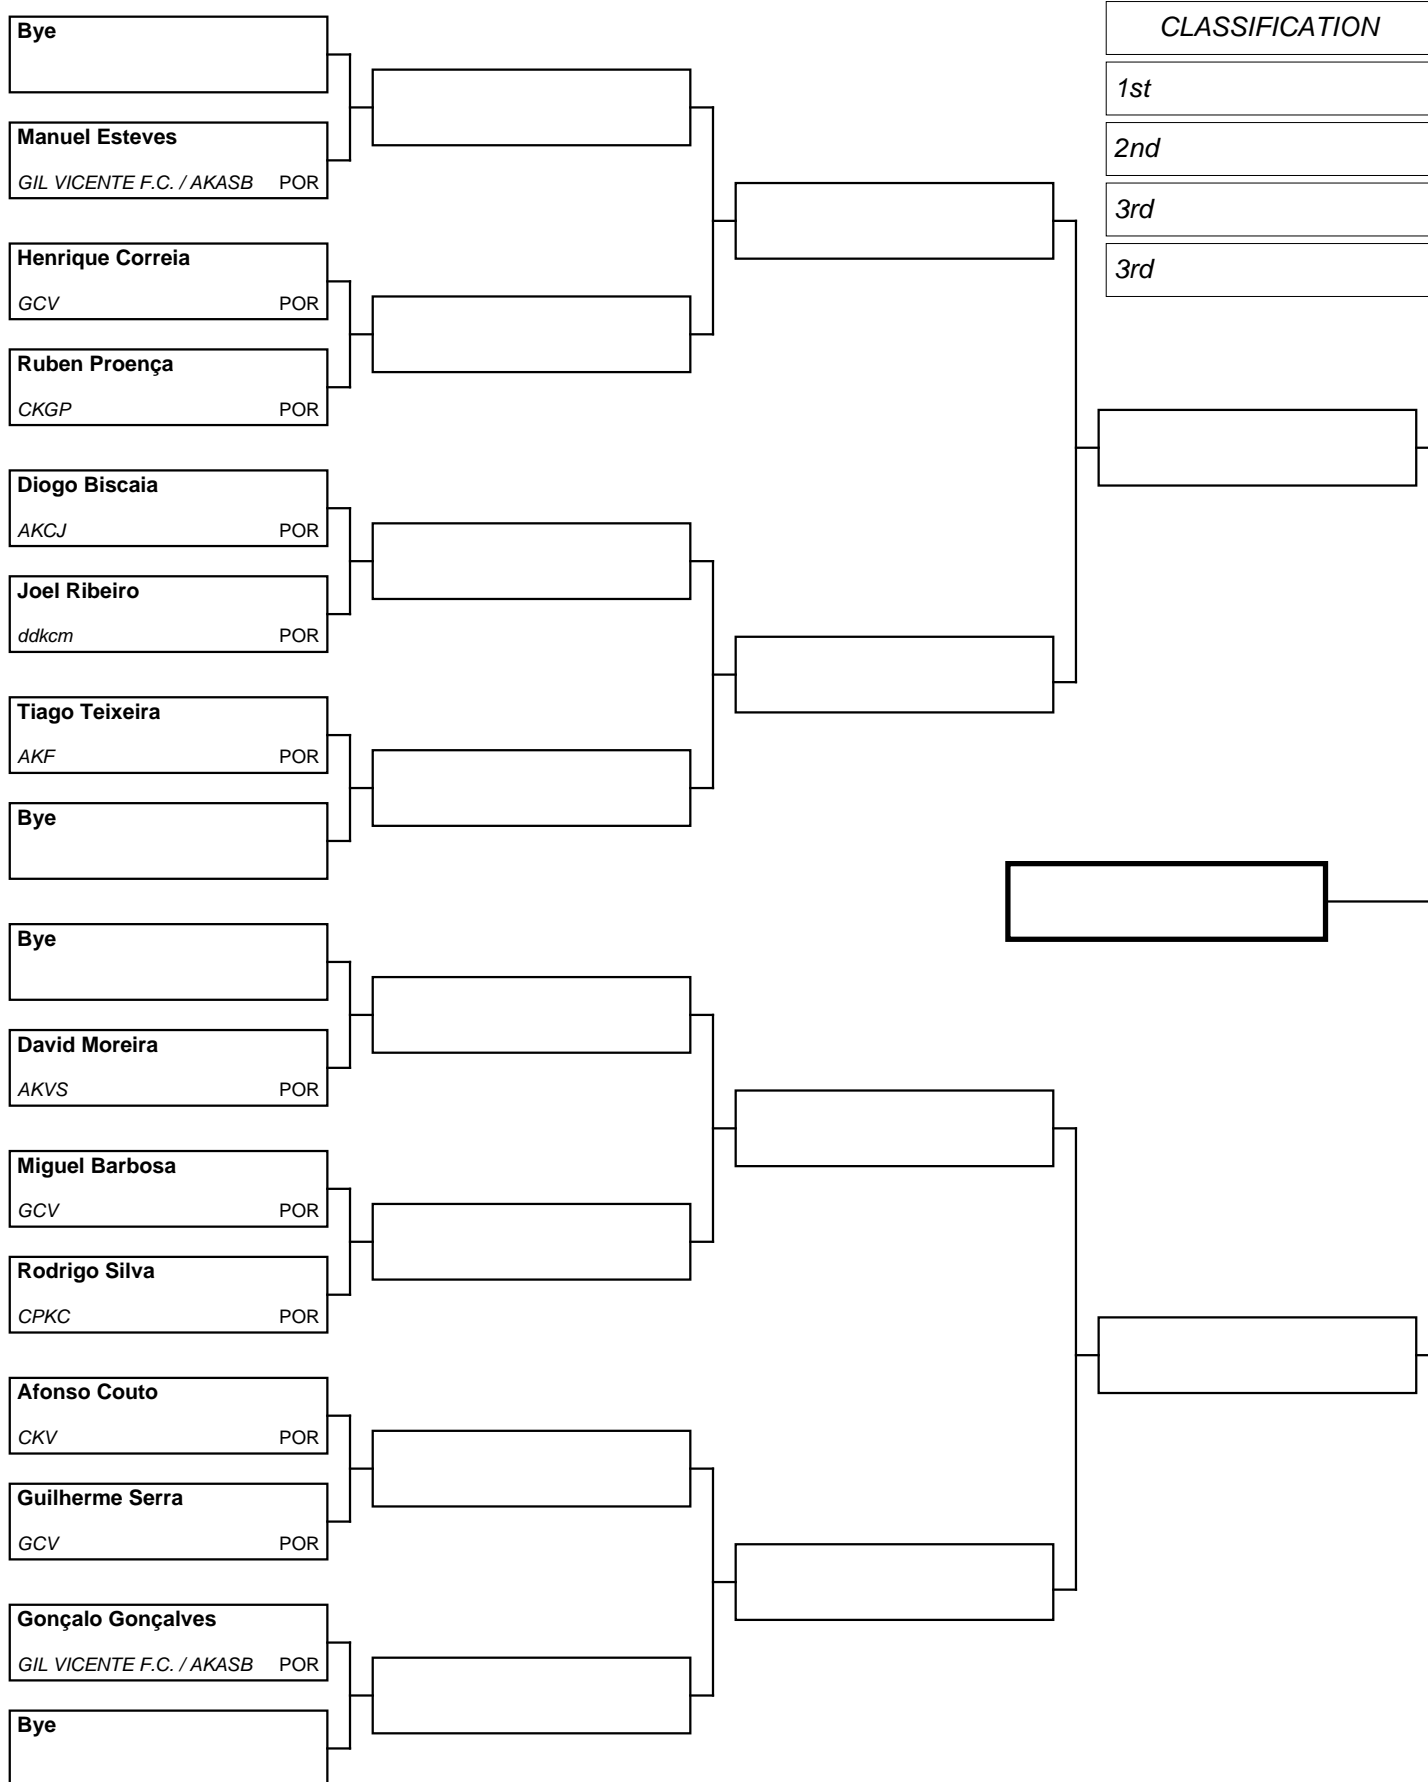 Bye
CLASSIFICATION
1st
2nd
3rd
3rd
Manuel Esteves
GIL VICENTE F.C. / AKASB POR
Henrique Correia
GCV POR
Ruben Proença
CKGP POR
Diogo Biscaia
AKCJ POR
Joel Ribeiro
ddkcm POR
Tiago Teixeira
AKF POR
Bye
Bye
David Moreira
AKVS POR
Miguel Barbosa
GCV POR
Rodrigo Silva
CPKC POR
Afonso Couto
CKV POR
Guilherme Serra
GCV POR
Gonçalo Gonçalves
GIL VICENTE F.C. / AKASB POR
Bye